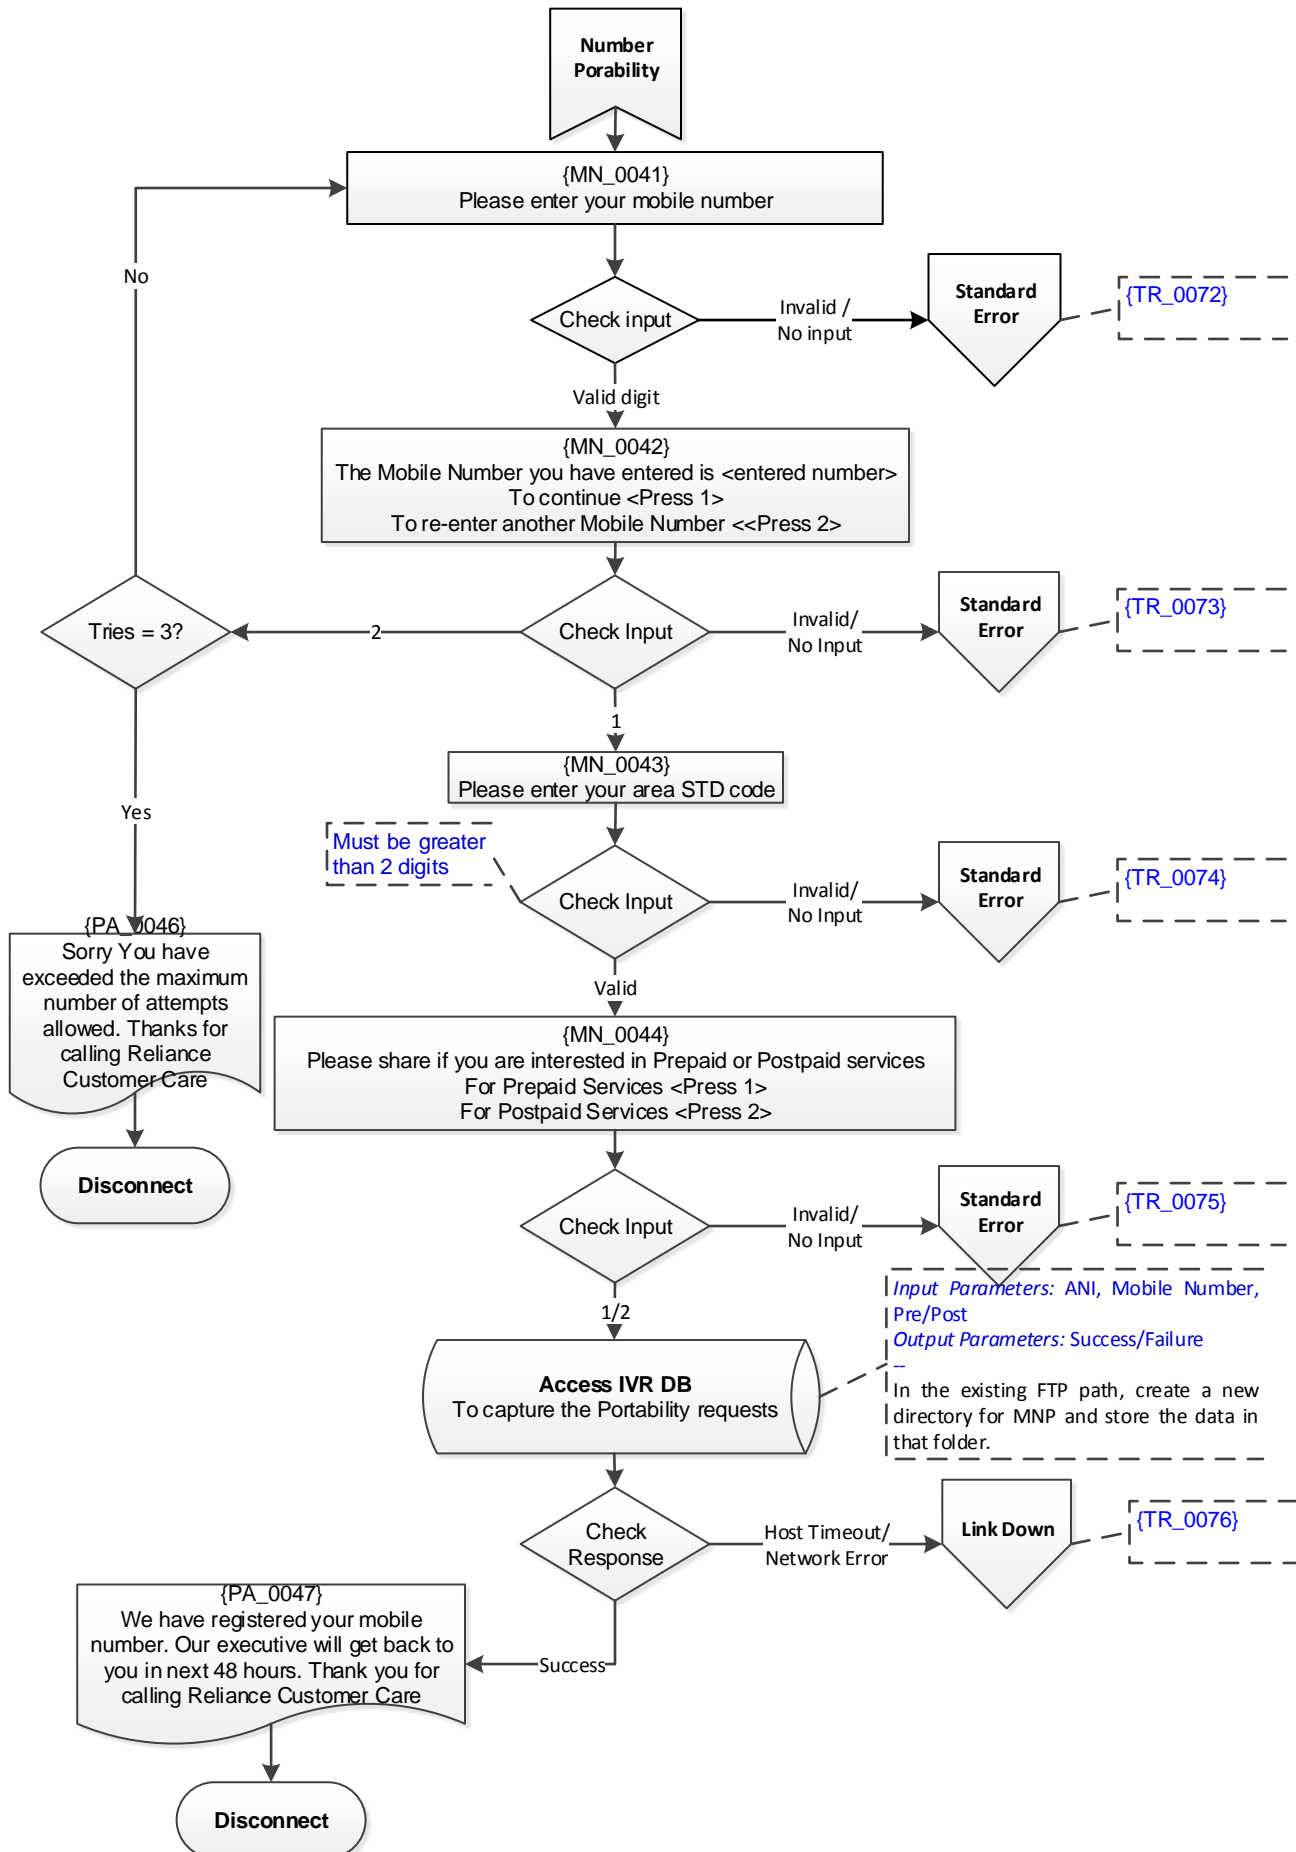 Number
Porability
{MN_0041}
Please enter your mobile number
No
Check input
Invalid /
No input
Standard
Error
{TR_0072}
Valid digit
{MN_0042}
The Mobile Number you have entered is <entered number>
To continue <Press 1>
To re-enter another Mobile Number <<Press 2>
Tries = 3?
2
Check Input
Invalid/
No Input
Standard
Error
{TR_0073}
1
{MN_0043}
Please enter your area STD code
Yes
Must be greater
than 2 digits
Check Input
Invalid/
No Input
Standard
Error
{TR_0074}
{PA_0046}
Sorry You have
exceeded the maximum
number of attempts
allowed. Thanks for
calling Reliance
Customer Care
Valid
{MN_0044}
Please share if you are interested in Prepaid or Postpaid services
For Prepaid Services <Press 1>
For Postpaid Services <Press 2>
Disconnect
Check Input
Invalid/
No Input
Standard
Error
{TR_0075}
1/2
Input Parameters: ANI, Mobile Number,
Pre/Post
Output Parameters: Success/Failure
--
In the existing FTP path, create a new
directory for MNP and store the data in
that folder.
Access IVR DB
To capture the Portability requests
Check
Response
Host Timeout/
Network Error
Link Down
{TR_0076}
Success
{PA_0047}
We have registered your mobile
number. Our executive will get back to
you in next 48 hours. Thank you for
calling Reliance Customer Care
Disconnect